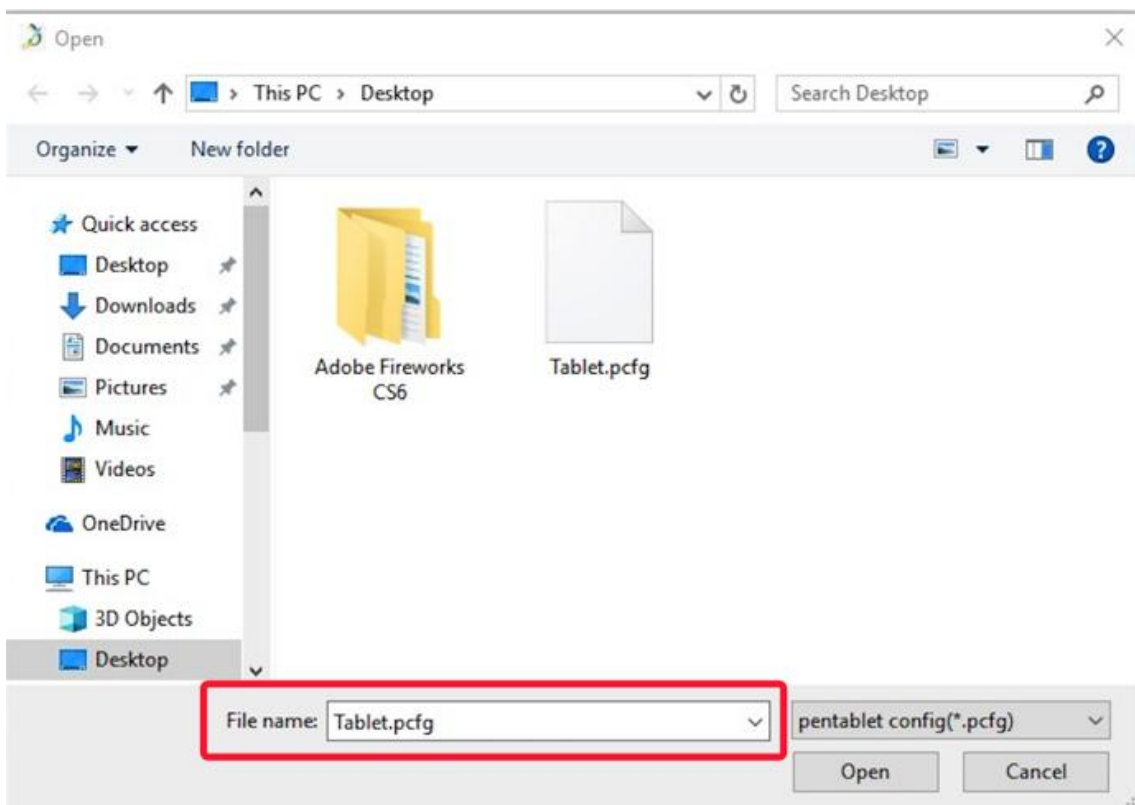 Open
This PC > Desktop
Search Desktop
Organize
New folder
Quick access
Desktop
Downloads
Documents
Pictures
Music
Videos
OneDrive
This PC
3D Objects
Desktop
Adobe Fireworks
CS6
Tablet.pcfg
File name: Tablet.pcfg
pentablet config(*.pcfg)
Open
Cancel